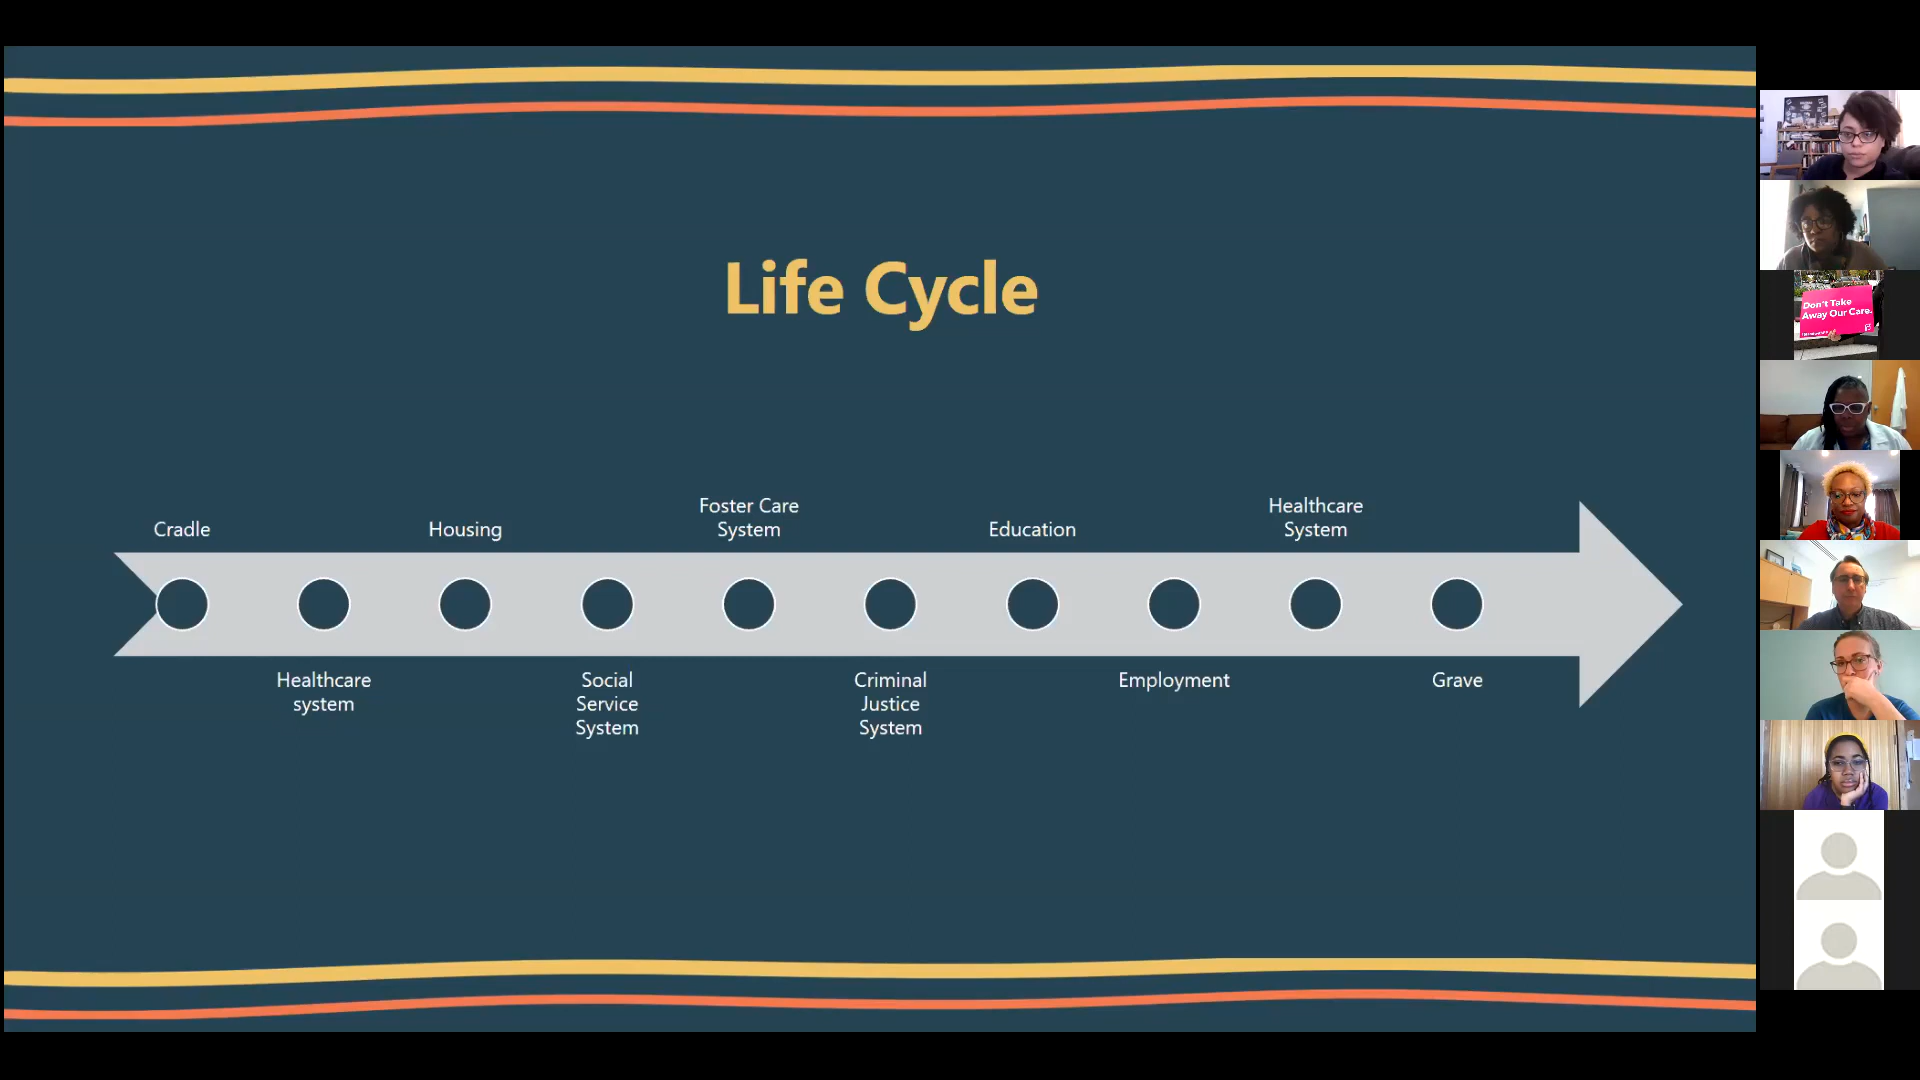 Life Cycle
Cradle
Healthcare
system
Housing
Social
Service
System
Foster Care
System
Criminal
Justice
System
Education
Employment
Healthcare
System
Grave
Don't Take
Away Our Care.